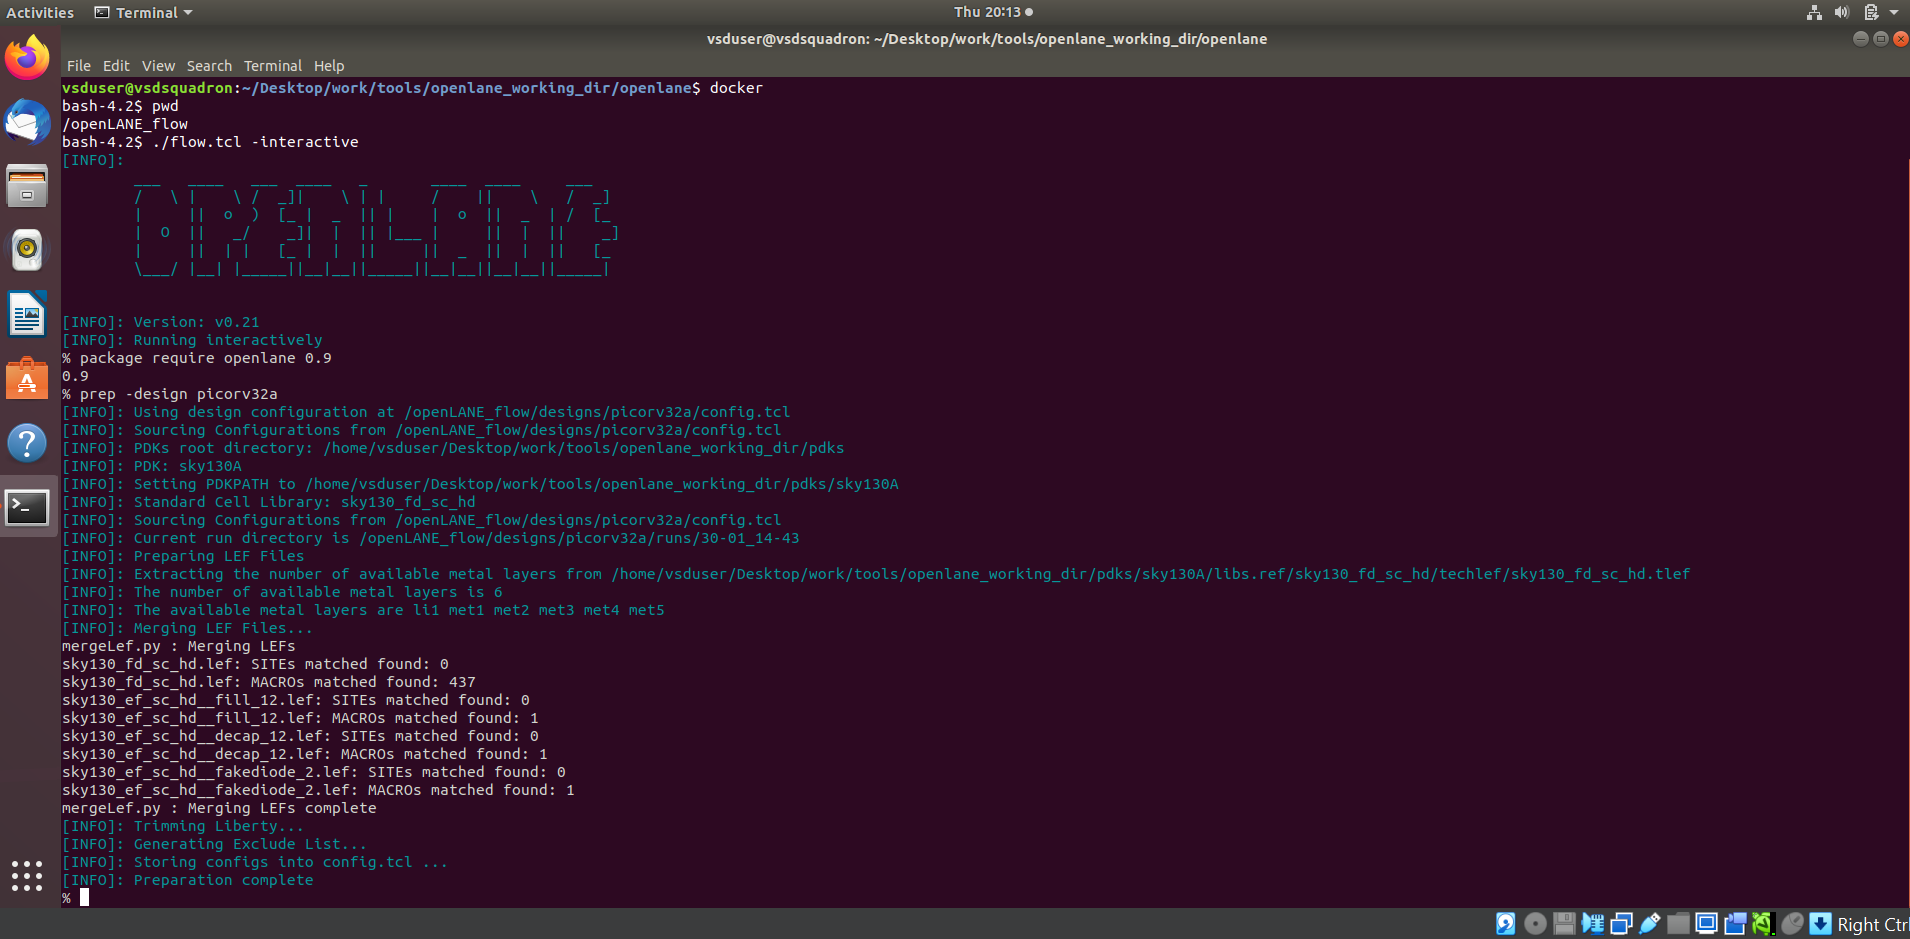 Activities Terminal Thu 20:13
vsduser@vsdsquadron: ~/Desktop/work/tools/openlane_working_dir/openlane
File Edit View Search Terminal Help
vsduser@vsdsquadron:~/Desktop/work/tools/openlane_working_dir/openlane$ docker
bash-4.2$ pwd
/openLANE_flow
bash-4.2$ ./flow.tcl -interactive
[INFO]:
OPENLANE
[INFO]: Version: v0.21
[INFO]: Running interactively
% package require openlane 0.9
0.9
% prep -design picorv32a
[INFO]: Using design configuration at /openLANE_flow/designs/picorv32a/config.tcl
[INFO]: Sourcing Configurations from /openLANE_flow/designs/picorv32a/config.tcl
[INFO]: PDKs root directory: /home/vsduser/Desktop/work/tools/openlane_working_dir/pdks
[INFO]: PDK: sky130A
[INFO]: Setting PDKPATH to /home/vsduser/Desktop/work/tools/openlane_working_dir/pdks/sky130A
[INFO]: Standard Cell Library: sky130_fd_sc_hd
[INFO]: Sourcing Configurations from /openLANE_flow/designs/picorv32a/config.tcl
[INFO]: Current run directory is /openLANE_flow/designs/picorv32a/runs/30-01_14-43
[INFO]: Preparing LEF Files
[INFO]: Extracting the number of available metal layers from /home/vsduser/Desktop/work/tools/openlane_working_dir/pdks/sky130A/libs.ref/sky130_fd_sc_hd/techlef/sky130_fd_sc_hd.tlef
[INFO]: The number of available metal layers is 6
[INFO]: The available metal layers are li1 met1 met2 met3 met4 met5
[INFO]: Merging LEF Files...
mergeLef.py : Merging LEFs
sky130_fd_sc_hd.lef: SITEs matched found: 0
sky130_fd_sc_hd.lef: MACROs matched found: 437
sky130_ef_sc_hd__fill_12.lef: SITEs matched found: 0
sky130_ef_sc_hd__fill_12.lef: MACROs matched found: 1
sky130_ef_sc_hd__decap_12.lef: SITEs matched found: 0
sky130_ef_sc_hd__decap_12.lef: MACROs matched found: 1
sky130_ef_sc_hd__fakediode_2.lef: SITEs matched found: 0
sky130_ef_sc_hd__fakediode_2.lef: MACROs matched found: 1
mergeLef.py : Merging LEFs complete
[INFO]: Trimming Liberty...
[INFO]: Generating Exclude List...
[INFO]: Storing configs into config.tcl ...
[INFO]: Preparation complete
%
Right Ctrl